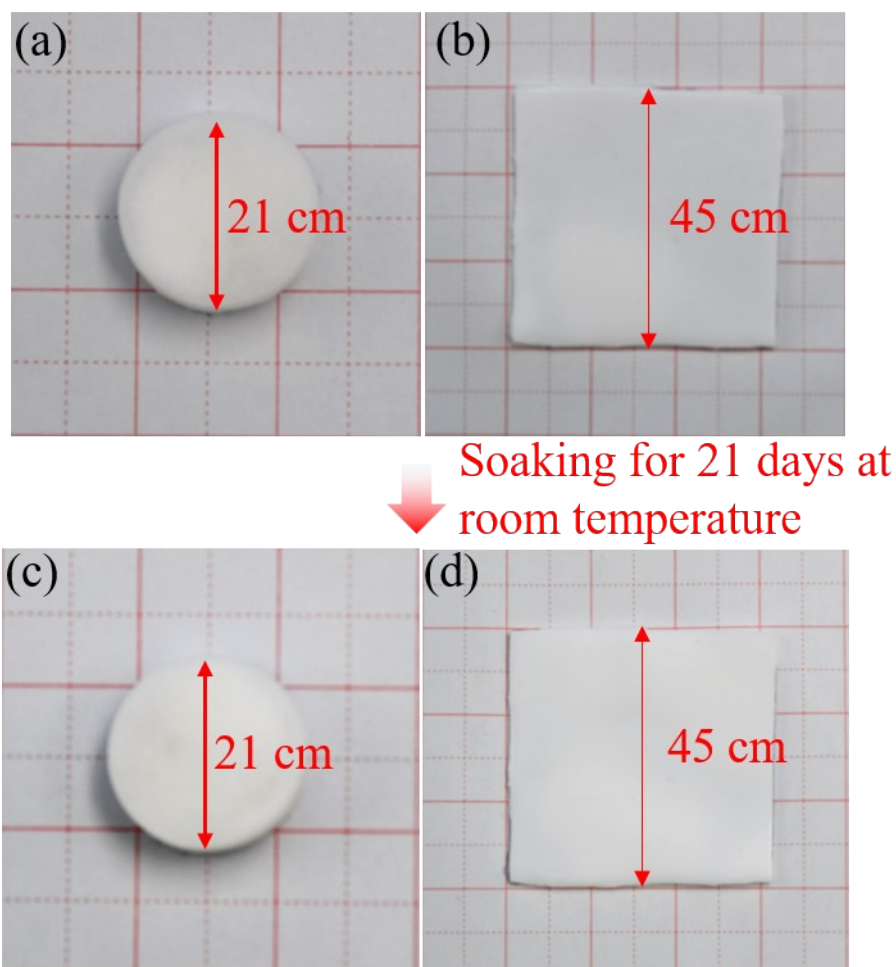 (a)
(b)
21 cm
45 cm
Soaking for 21 days at
room temperature
(c)
(d)
21 cm
45 cm